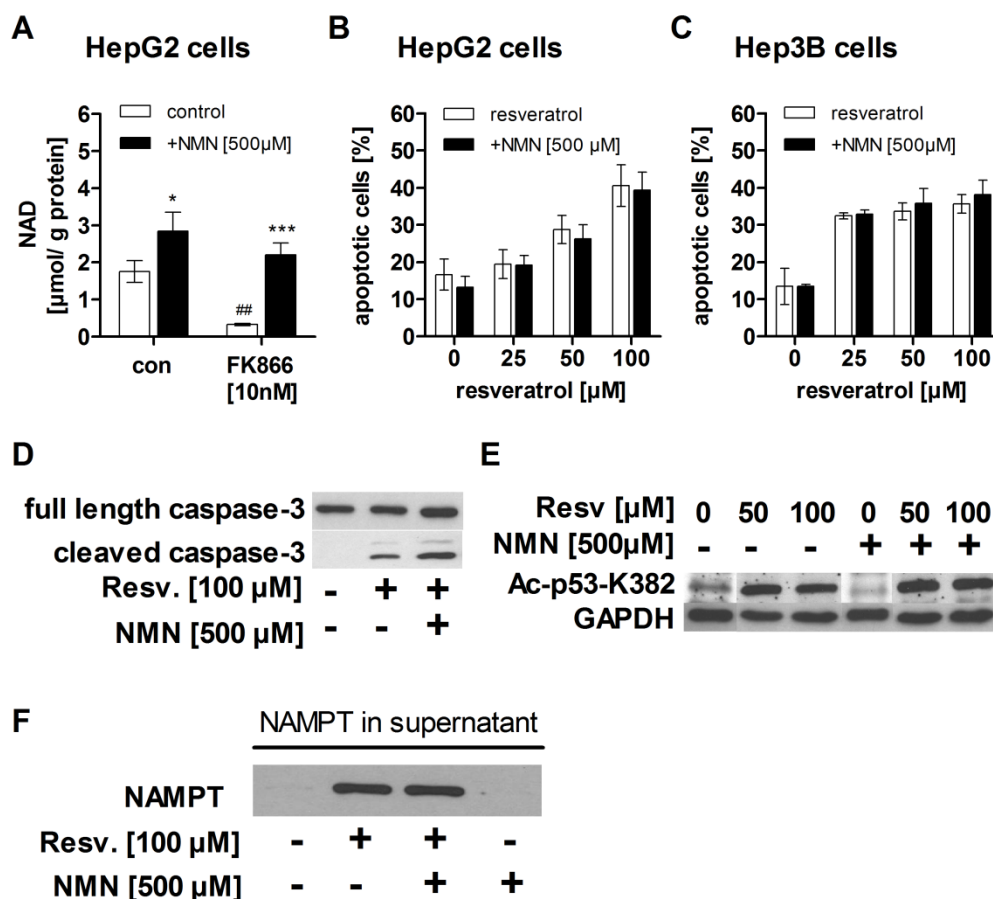 A HepG2 cells
control
+NMN [500µM]
NAD
[µmol/ g protein]
6
5
4
3
2
1
0
*
***
##
con
FK866
[10nM]
B HepG2 cells
resveratrol
+NMN [500 µM]
apoptotic cells [%]
60
50
40
30
20
10
0
0 25 50 100
resveratrol [µM]
C Hep3B cells
resveratrol
+NMN [500µM]
apoptotic cells [%]
60
50
40
30
20
10
0
0 25 50 100
resveratrol [µM]
D
full length caspase-3
cleaved caspase-3
Resv. [100 µM] - + +
NMN [500 µM] - - +
E
Resv [µM] 0 50 100 0 50 100
NMN [500µM] - - - + + +
Ac-p53-K382
GAPDH
F
NAMPT in supernatant
NAMPT
Resv. [100 µM] - + + -
NMN [500 µM] - - + +